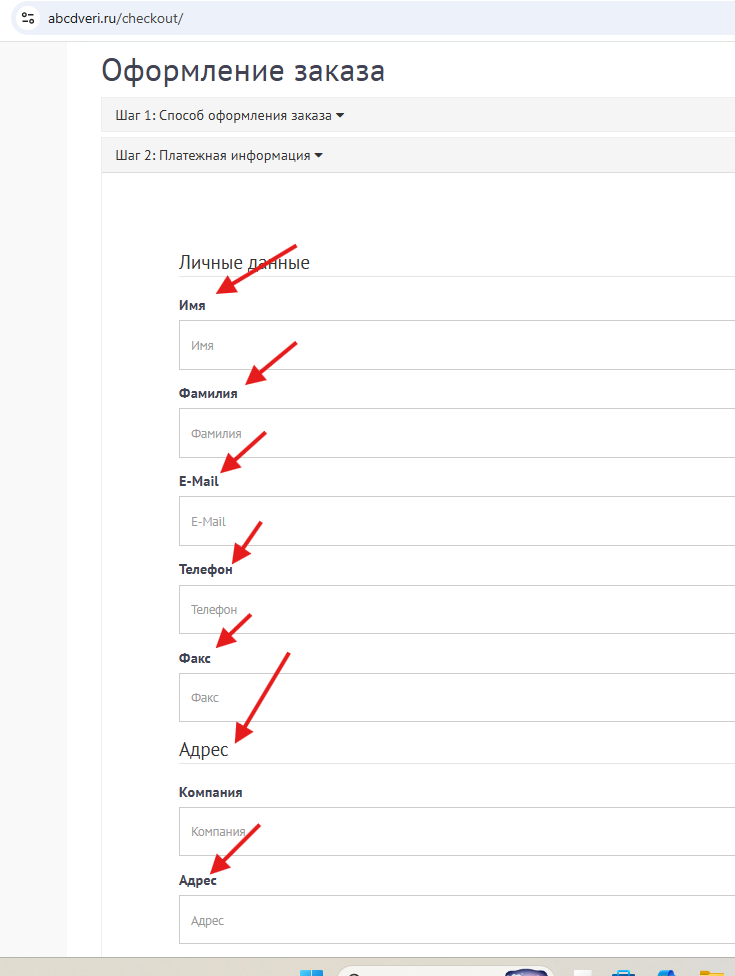 abcdveri.ru/checkout/
Оформление заказа
Шаг 1: Способ оформления заказа
Шаг 2: Платежная информация
Личные данные
Имя
Имя
Фамилия
Фамилия
E-Mail
E-Mail
Телефон
Телефон
Факс
Факс
Адрес
Компания
Компания
Адрес
Адрес